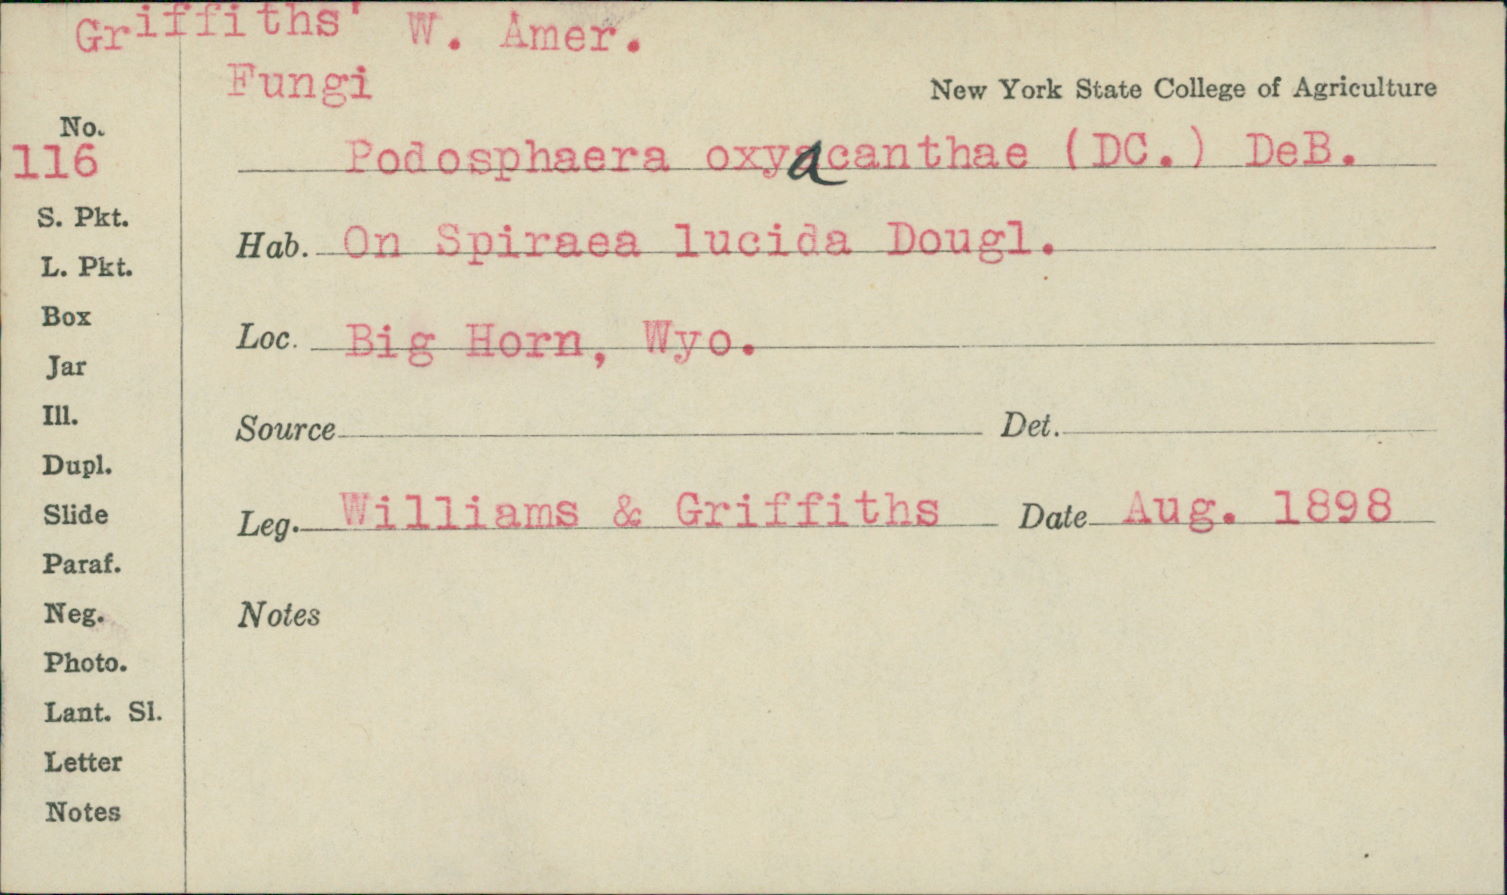 Griffiths' W. Amer.
Fungi
New York State College of Agriculture
No.
116
Podosphaera oxyacanthae (DC.) DeB.
S. Pkt.
Hab. On Spiraea lucida Dougl.
L. Pkt.
Box
Loc. Big Horn, Wyo.
Jar
Ill.
Source Det.
Dupl.
Slide
Leg. Williams & Griffiths Date Aug. 1898
Paraf.
Neg.
Notes
Photo.
Lant. Sl.
Letter
Notes